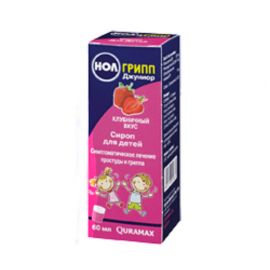 НОЛ ГРИПП
Джуниор
КЛУБНИЧНЫЙ
ВКУС
Сироп
для детей
Симптоматическое лечение
простуды и гриппа
60 мл
QURAMAX